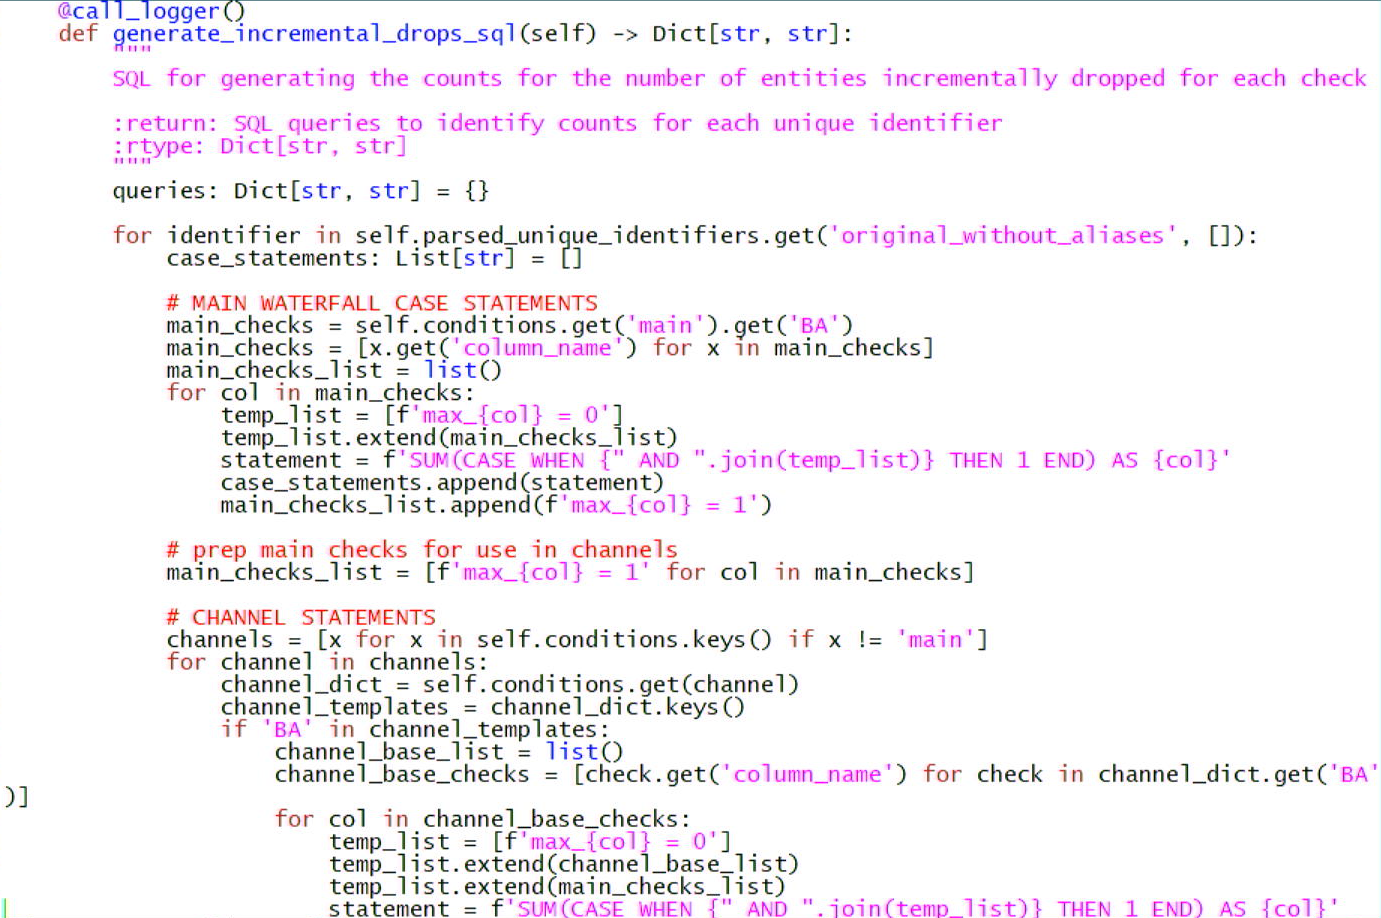 @call_logger()
def generate_incremental_drops_sql(self) -> Dict[str, str]:
"""
SQL for generating the counts for the number of entities incrementally dropped for each check
:return: SQL queries to identify counts for each unique identifier
:rtype: Dict[str, str]
"""
queries: Dict[str, str] = {}
for identifier in self.parsed_unique_identifiers.get('original_without_aliases', []):
case_statements: List[str] = []
# MAIN WATERFALL CASE STATEMENTS
main_checks = self.conditions.get('main').get('BA')
main_checks = [x.get('column_name') for x in main_checks]
main_checks_list = list()
for col in main_checks:
temp_list = [f'max_{col} = 0']
temp_list.extend(main_checks_list)
statement = f'SUM(CASE WHEN {" AND ".join(temp_list)} THEN 1 END) AS {col}'
case_statements.append(statement)
main_checks_list.append(f'max_{col} = 1')
# prep main checks for use in channels
main_checks_list = [f'max_{col} = 1' for col in main_checks]
# CHANNEL STATEMENTS
channels = [x for x in self.conditions.keys() if x != 'main']
for channel in channels:
channel_dict = self.conditions.get(channel)
channel_templates = channel_dict.keys()
if 'BA' in channel_templates:
channel_base_list = list()
channel_base_checks = [check.get('column_name') for check in channel_dict.get('BA'
)]
for col in channel_base_checks:
temp_list = [f'max_{col} = 0']
temp_list.extend(channel_base_list)
temp_list.extend(main_checks_list)
statement = f'SUM(CASE WHEN {" AND ".join(temp_list)} THEN 1 END) AS {col}'